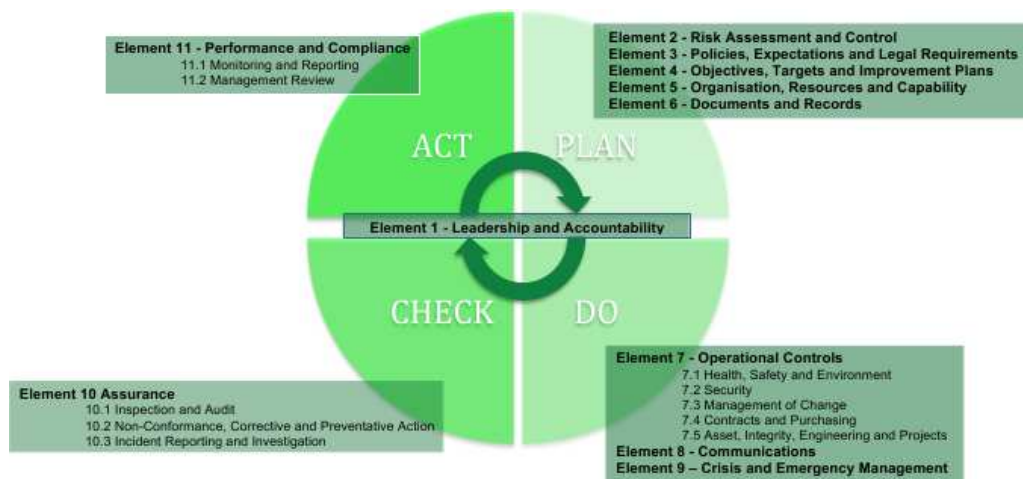 Element 11 - Performance and Compliance
11.1 Monitoring and Reporting
11.2 Management Review
Element 2 - Risk Assessment and Control
Element 3 - Policies, Expectations and Legal Requirements
Element 4 - Objectives, Targets and Improvement Plans
Element 5 - Organisation, Resources and Capability
Element 6 - Documents and Records
ACT
PLAN
Element 1 - Leadership and Accountability
CHECK
DO
Element 10 Assurance
10.1 Inspection and Audit
10.2 Non-Conformance, Corrective and Preventative Action
10.3 Incident Reporting and Investigation
Element 7 - Operational Controls
7.1 Health, Safety and Environment
7.2 Security
7.3 Management of Change
7.4 Contracts and Purchasing
7.5 Asset, Integrity, Engineering and Projects
Element 8 - Communications
Element 9 – Crisis and Emergency Management